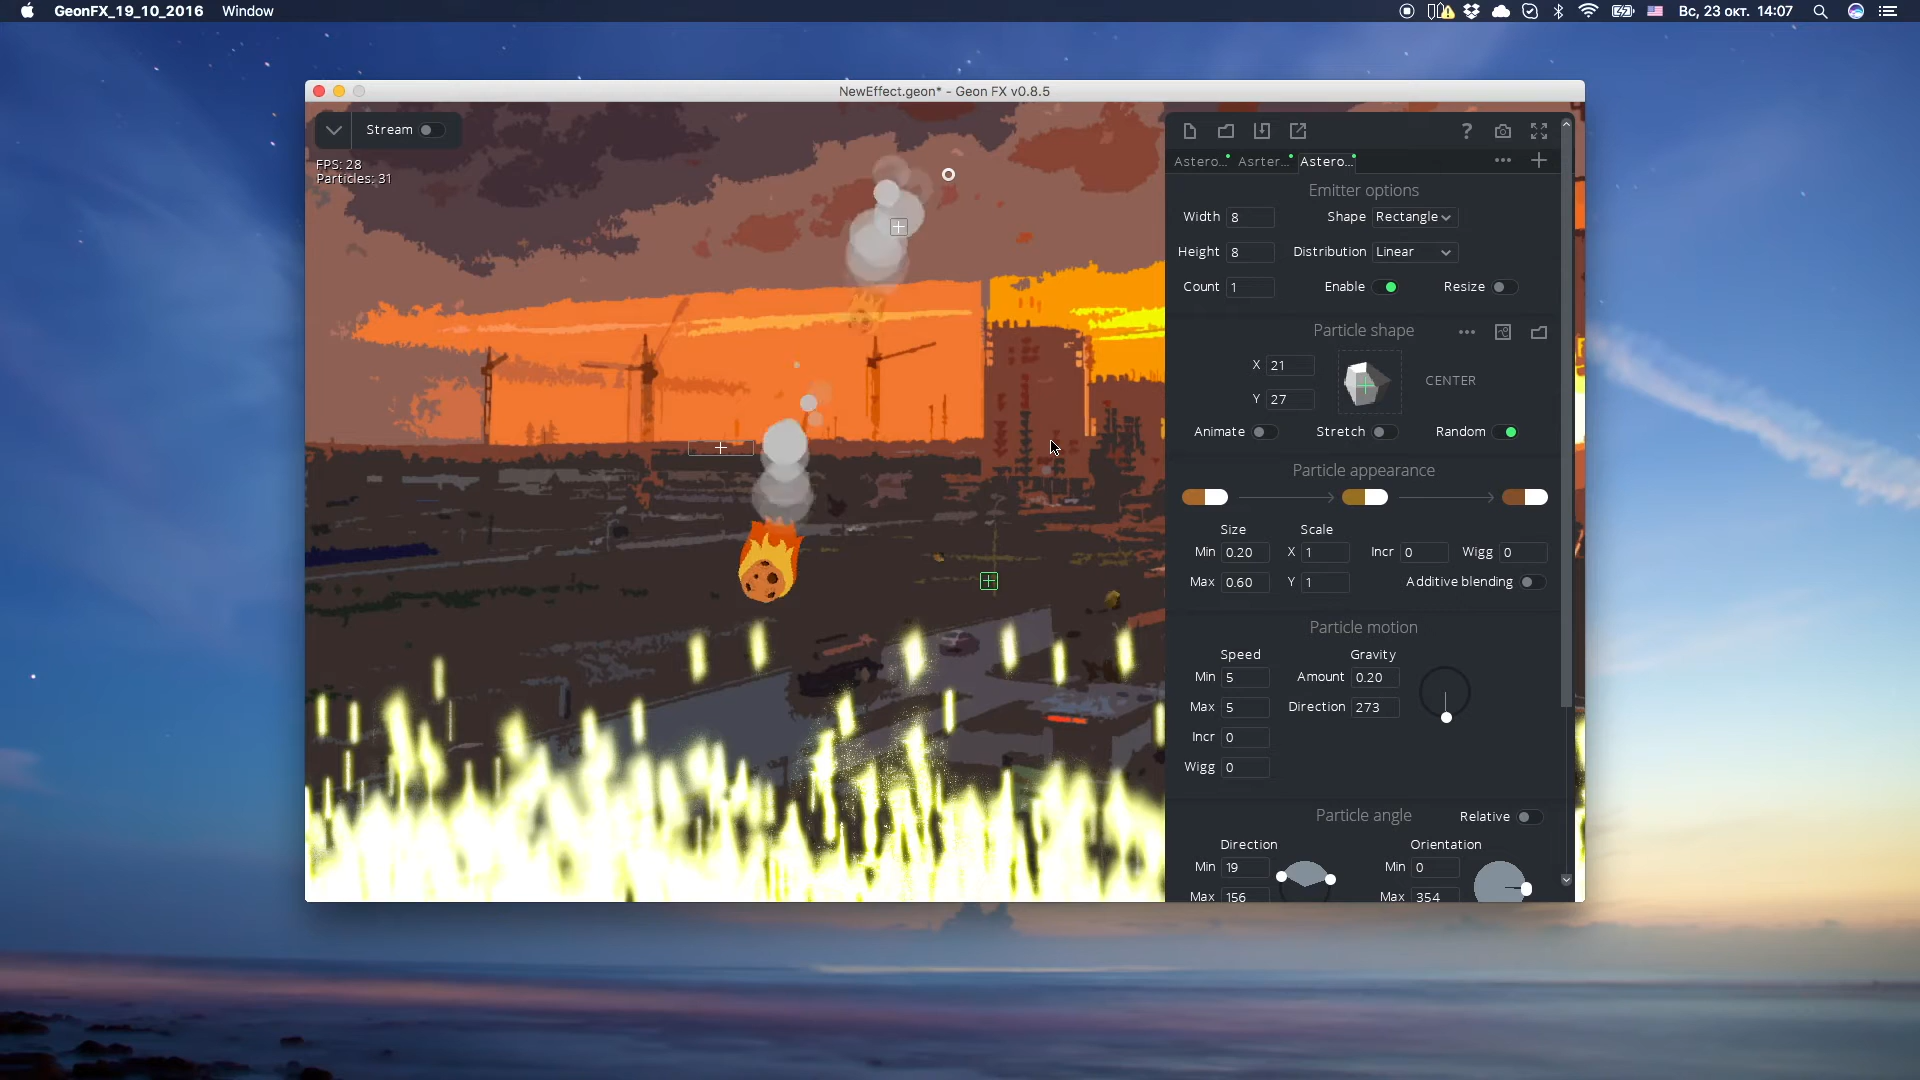 GeonFX_19_10_2016 Window
Вс, 23 окт. 14:07
NewEffect.geon* - Geon FX v0.8.5
Stream
FPS: 28
Particles: 31
?
Astero... Asrter... Astero...
Emitter options
Width 8 Shape Rectangle
Height 8 Distribution Linear
Count 1 Enable Resize
Particle shape
X 21
CENTER
Y 27
Animate Stretch Random
Particle appearance
Size Scale
Min 0.20 X 1 Incr 0 Wigg 0
Max 0.60 Y 1 Additive blending
Particle motion
Speed Gravity
Min 5 Amount 0.20
Max 5 Direction 273
Incr 0
Wigg 0
Particle angle Relative
Direction Orientation
Min 19 Min 0
Max 156 Max 354